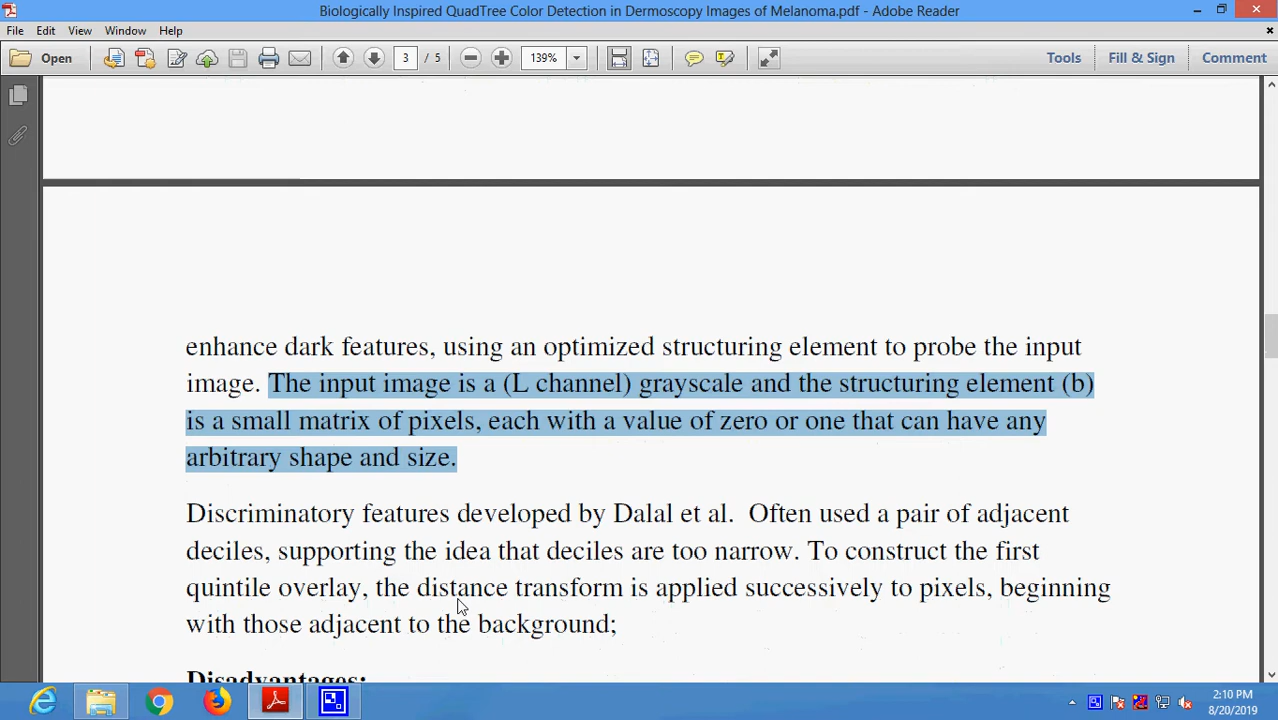 Biologically Inspired QuadTree Color Detection in Dermoscopy Images of Melanoma.pdf - Adobe Reader
File Edit View Window Help
Open 3 / 5 139% Tools Fill & Sign Comment
enhance dark features, using an optimized structuring element to probe the input
image. The input image is a (L channel) grayscale and the structuring element (b)
is a small matrix of pixels, each with a value of zero or one that can have any
arbitrary shape and size.
Discriminatory features developed by Dalal et al. Often used a pair of adjacent
deciles, supporting the idea that deciles are too narrow. To construct the first
quintile overlay, the distance transform is applied successively to pixels, beginning
with those adjacent to the background;
Disadvantages:
2:10 PM
8/20/2019